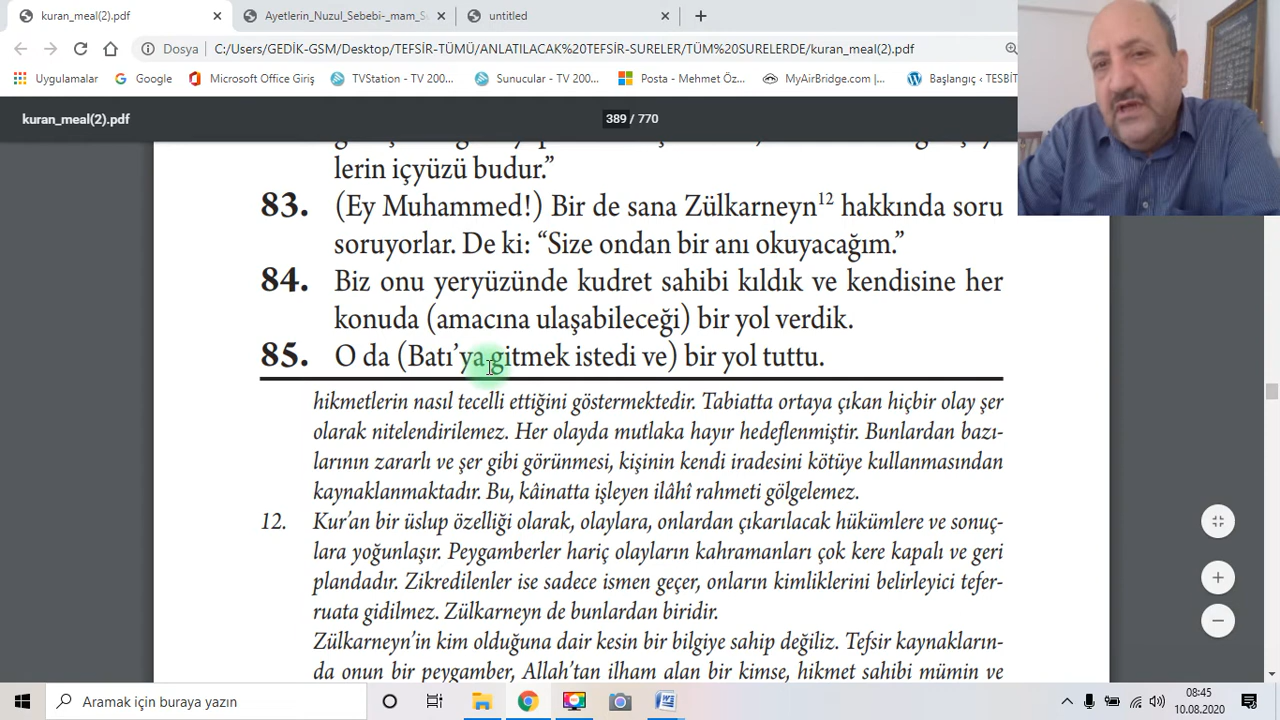 kuran_meal(2).pdf
Ayetlerin_Nuzul_Sebebi-_mam_S
untitled
Dosya
C:/Users/GEDİK-GSM/Desktop/TEFSİR-TÜMÜ/ANLATILACAK%20TEFSİR-SURELER/TÜM%20SURELERDE/kuran_meal(2).pdf
Uygulamalar
Google
Microsoft Office Giriş
TVStation - TV 200...
Sunucular - TV 200...
Posta - Mehmet Öz...
MyAirBridge.com |...
Başlangıç ‹ TESBİT
kuran_meal(2).pdf
389 / 770
lerin içyüzü budur.”
83. (Ey Muhammed!) Bir de sana Zülkarneyn12 hakkında soru
soruyorlar. De ki: “Size ondan bir anı okuyacağım.”
84. Biz onu yeryüzünde kudret sahibi kıldık ve kendisine her
konuda (amacına ulaşabileceği) bir yol verdik.
85. O da (Batı’ya gitmek istedi ve) bir yol tuttu.
hikmetlerin nasıl tecelli ettiğini göstermektedir. Tabiatta ortaya çıkan hiçbir olay şer
olarak nitelendirilemez. Her olayda mutlaka hayır hedeflenmiştir. Bunlardan bazı-
larının zararlı ve şer gibi görünmesi, kişinin kendi iradesini kötüye kullanmasından
kaynaklanmaktadır. Bu, kâinatta işleyen ilâhî rahmeti gölgelemez.
12. Kur’an bir üslup özelliği olarak, olaylara, onlardan çıkarılacak hükümlere ve sonuç-
lara yoğunlaşır. Peygamberler hariç olayların kahramanları çok kere kapalı ve geri
plandadır. Zikredilenler ise sadece ismen geçer, onların kimliklerini belirleyici tefer-
ruata gidilmez. Zülkarneyn de bunlardan biridir.
Zülkarneyn’in kim olduğuna dair kesin bir bilgiye sahip değiliz. Tefsir kaynakların-
da onun bir peygamber, Allah’tan ilham alan bir kimse, hikmet sahibi mümin ve
Aramak için buraya yazın
08:45
10.08.2020